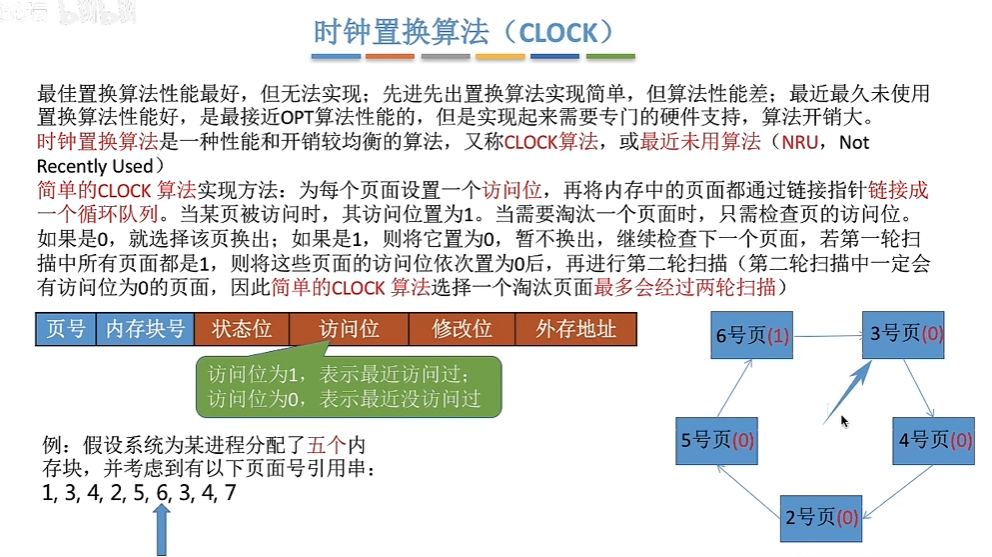 bilibili
时钟置换算法（CLOCK）
最佳置换算法性能最好，但无法实现；先进先出置换算法实现简单，但算法性能差；最近最久未使用
置换算法性能好，是最接近OPT算法性能的，但是实现起来需要专门的硬件支持，算法开销大。
时钟置换算法是一种性能和开销较均衡的算法，又称CLOCK算法，或最近未用算法（NRU，Not
Recently Used）
简单的CLOCK 算法实现方法：为每个页面设置一个访问位，再将内存中的页面都通过链接指针链接成
一个循环队列。当某页被访问时，其访问位置为1。当需要淘汰一个页面时，只需检查页的访问位。
如果是0，就选择该页换出；如果是1，则将它置为0，暂不换出，继续检查下一个页面，若第一轮扫
描中所有页面都是1，则将这些页面的访问位依次置为0后，再进行第二轮扫描（第二轮扫描中一定会
有访问位为0的页面，因此简单的CLOCK 算法选择一个淘汰页面最多会经过两轮扫描）
页号 内存块号 状态位 访问位 修改位 外存地址
访问位为1，表示最近访问过；
访问位为0，表示最近没访问过
例：假设系统为某进程分配了五个内
存块，并考虑到有以下页面号引用串：
1, 3, 4, 2, 5, 6, 3, 4, 7
6号页(1)
3号页(0)
5号页(0)
4号页(0)
2号页(0)